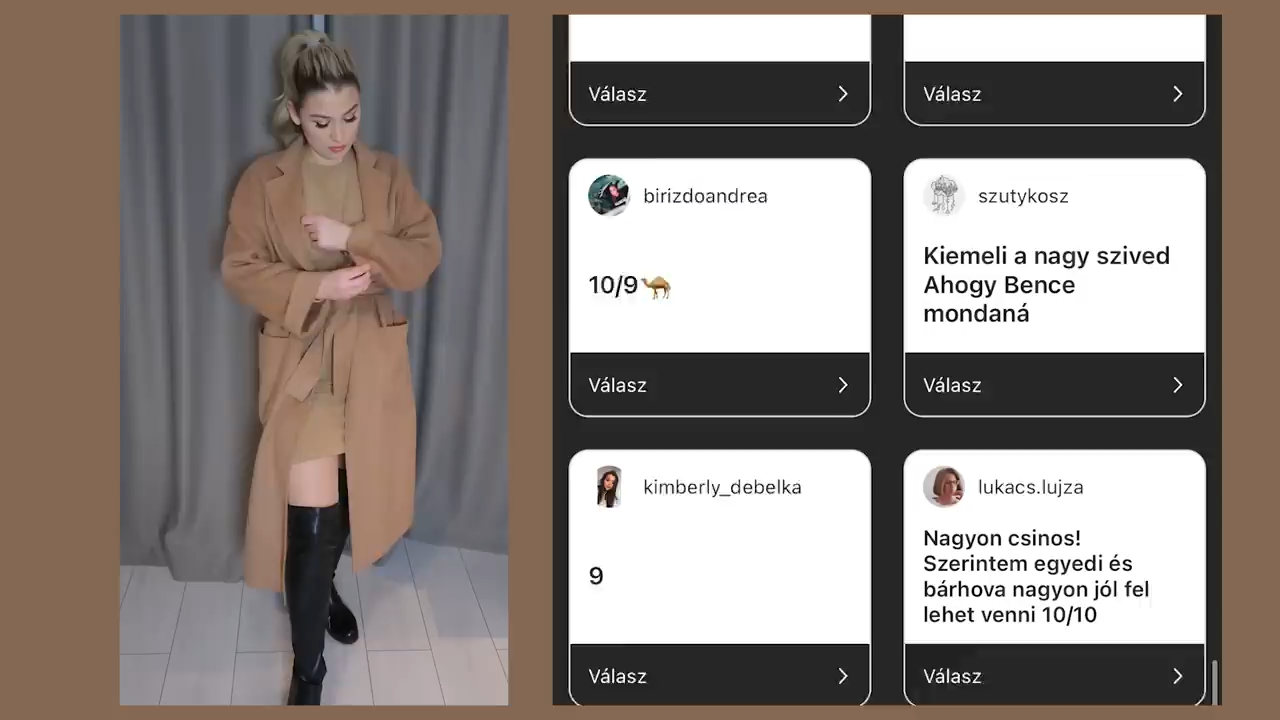 Válasz
Válasz
birizdoandrea
10/9🐪
Válasz
szutykosz
Kiemeli a nagy szived
Ahogy Bence
mondaná
Válasz
kimberly_debelka
9
Válasz
lukacs.lujza
Nagyon csinos!
Szerintem egyedi és
bárhova nagyon jól fel
lehet venni 10/10
Válasz